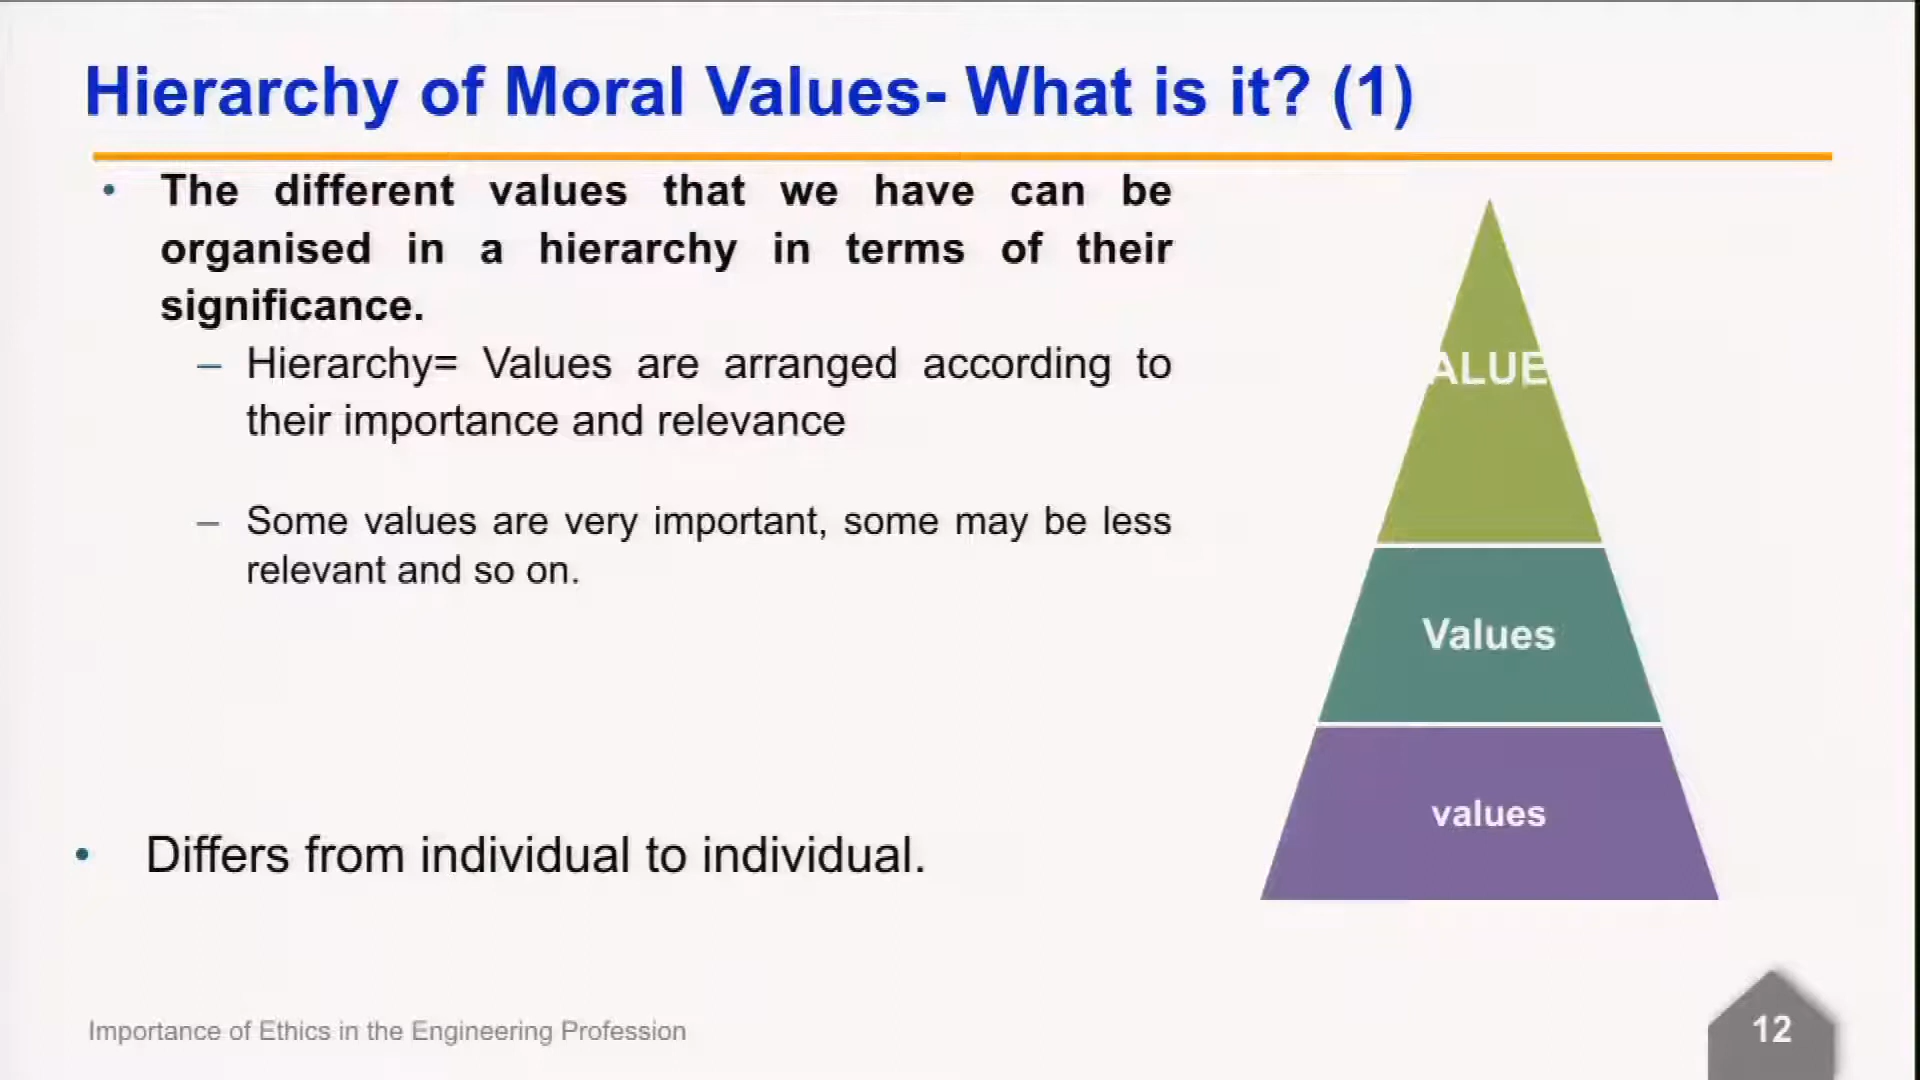 Hierarchy of Moral Values- What is it? (1)
• The different values that we have can be
organised in a hierarchy in terms of their
significance.
– Hierarchy= Values are arranged according to
their importance and relevance
– Some values are very important, some may be less
relevant and so on.
• Differs from individual to individual.
ALUE
Values
values
Importance of Ethics in the Engineering Profession
12